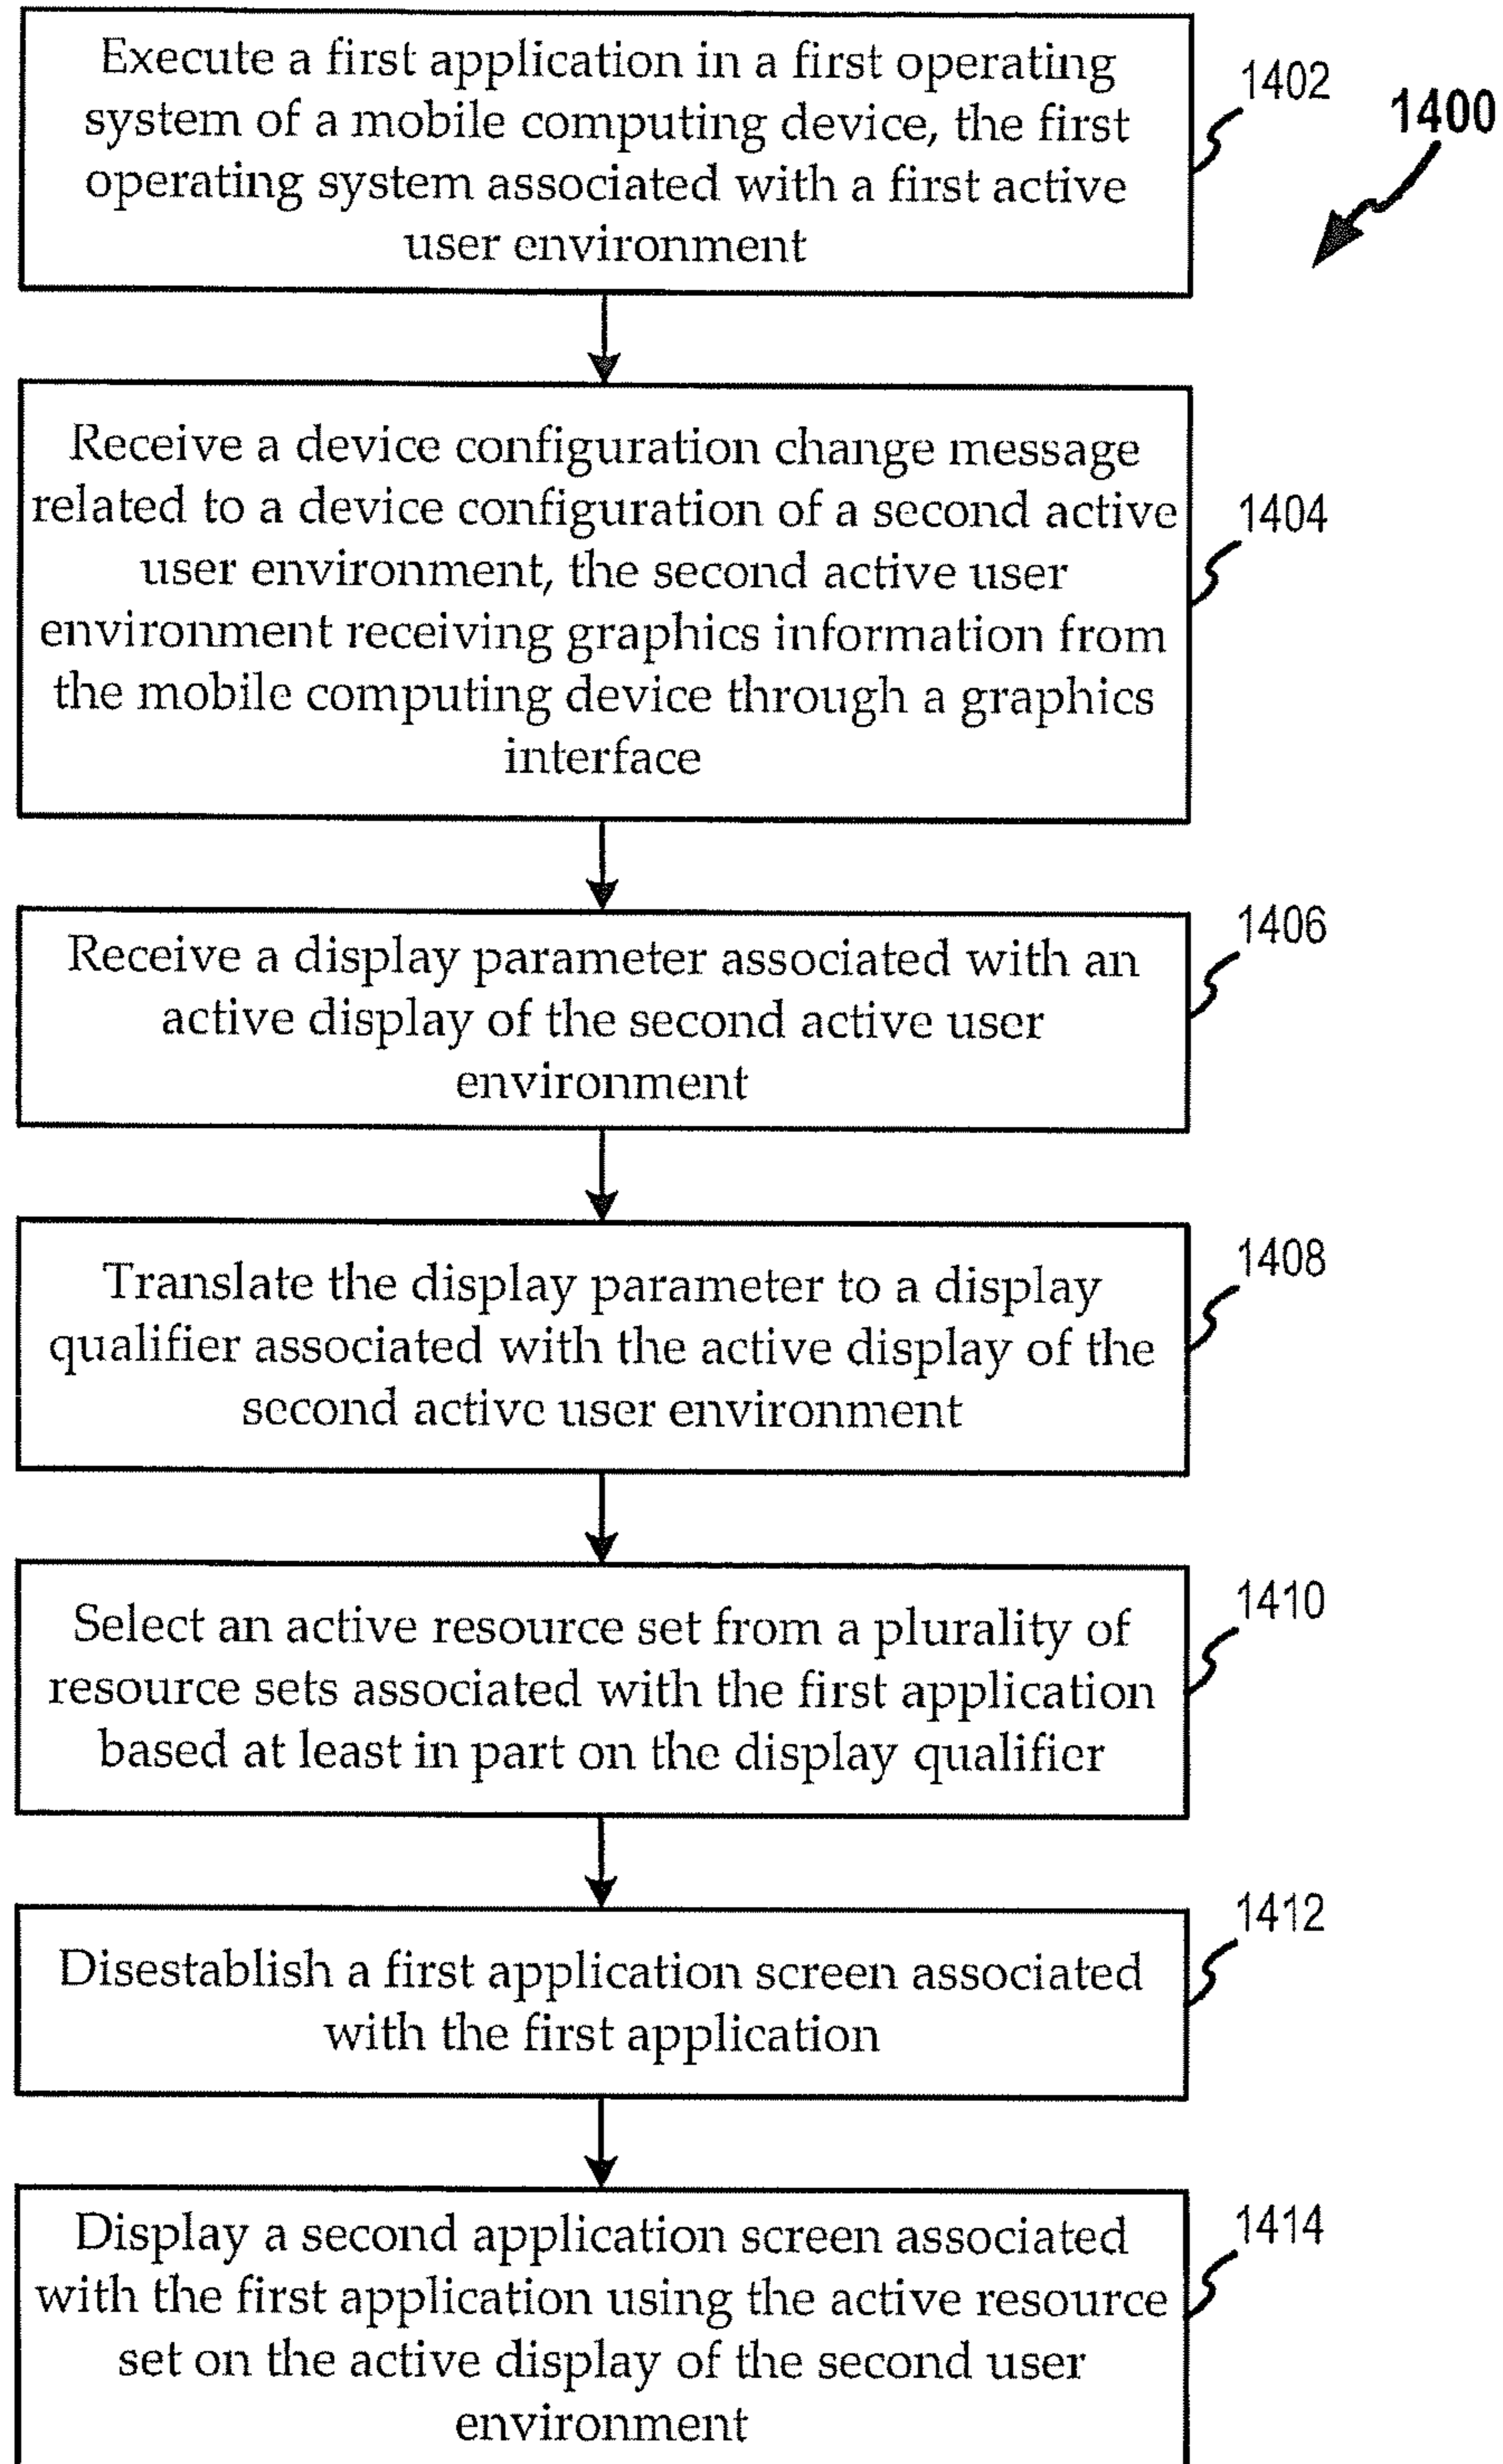 Execute a first application in a first operating
system of a mobile computing device, the first
operating system associated with a first active
user environment
1402
1400
Receive a device configuration change message
related to a device configuration of a second active
user environment, the second active user
environment receiving graphics information from
the mobile computing device through a graphics
interface
1404
Receive a display parameter associated with an
active display of the second active user
environment
1406
Translate the display parameter to a display
qualifier associated with the active display of the
second active user environment
1408
Select an active resource set from a plurality of
resource sets associated with the first application
based at least in part on the display qualifier
1410
Disestablish a first application screen associated
with the first application
1412
Display a second application screen associated
with the first application using the active resource
set on the active display of the second user
environment
1414